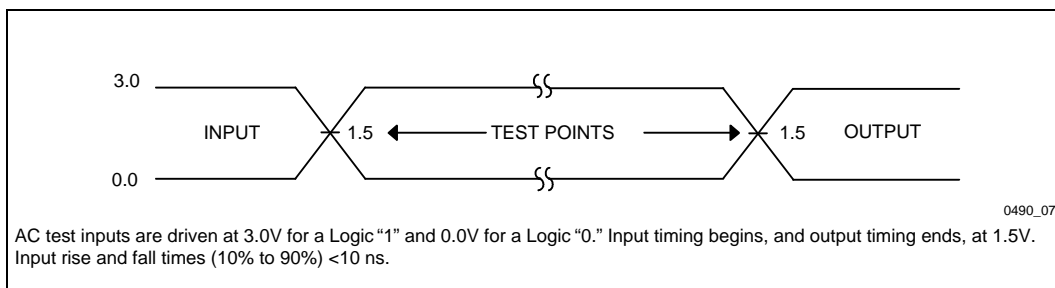 3.0
INPUT 1.5 TEST POINTS 1.5 OUTPUT
0.0
0490_07
AC test inputs are driven at 3.0V for a Logic “1” and 0.0V for a Logic “0.” Input timing begins, and output timing ends, at 1.5V.
Input rise and fall times (10% to 90%) <10 ns.